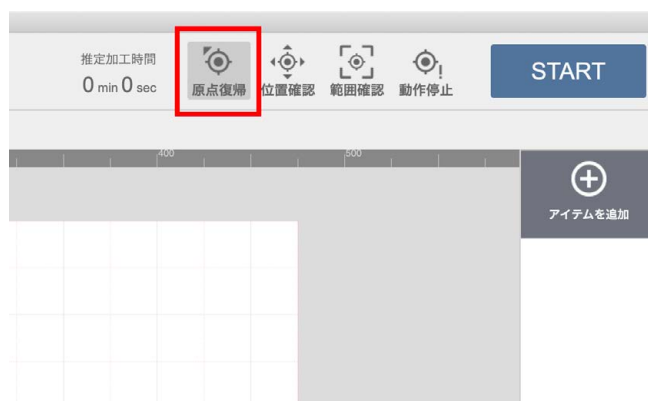 推定加工時間
0 min 0 sec
原点復帰
位置確認
範囲確認
動作停止
START
400
500
アイテムを追加